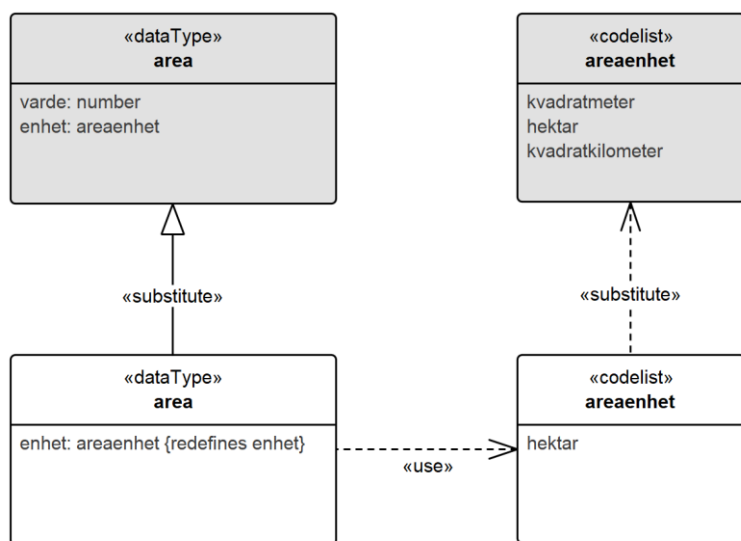 «dataType»
area
varde: number
enhet: areaenhet
«codelist»
areaenhet
kvadratmeter
hektar
kvadratkilometer
«substitute»
«substitute»
«dataType»
area
enhet: areaenhet {redefines enhet}
«use»
«codelist»
areaenhet
hektar